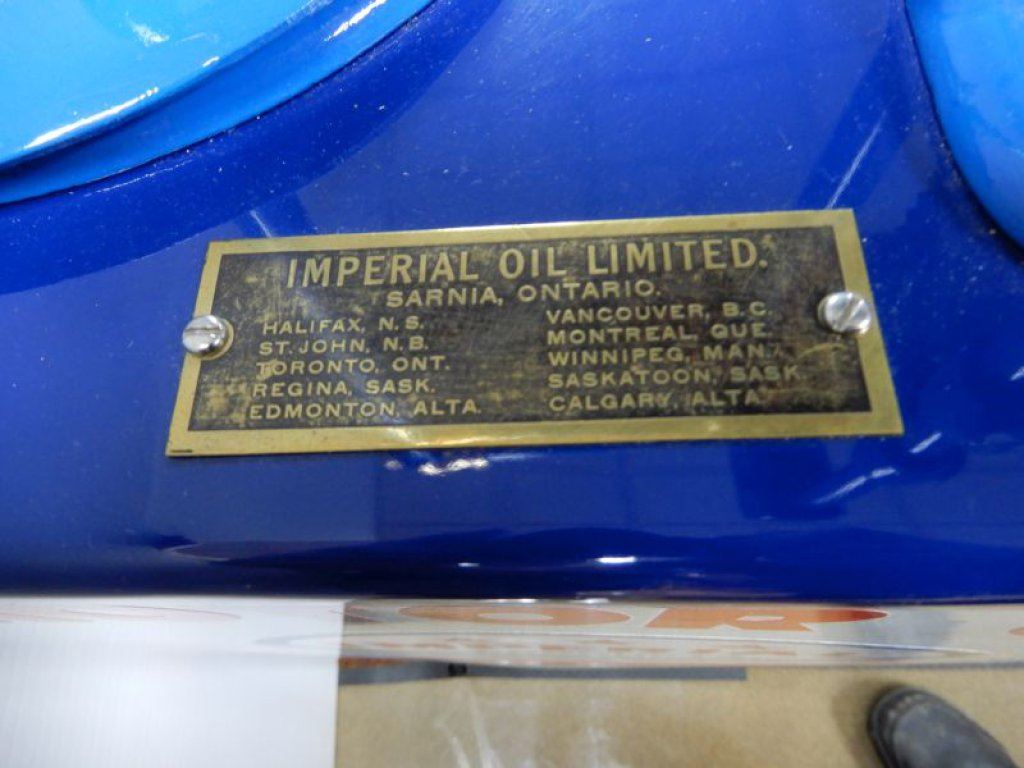 IMPERIAL OIL LIMITED.
SARNIA, ONTARIO.
HALIFAX, N.S.
ST. JOHN, N.B.
TORONTO, ONT.
REGINA, SASK.
EDMONTON, ALTA.
VANCOUVER, B.C.
MONTREAL, QUE.
WINNIPEG, MAN.
SASKATOON, SASK.
CALGARY, ALTA.